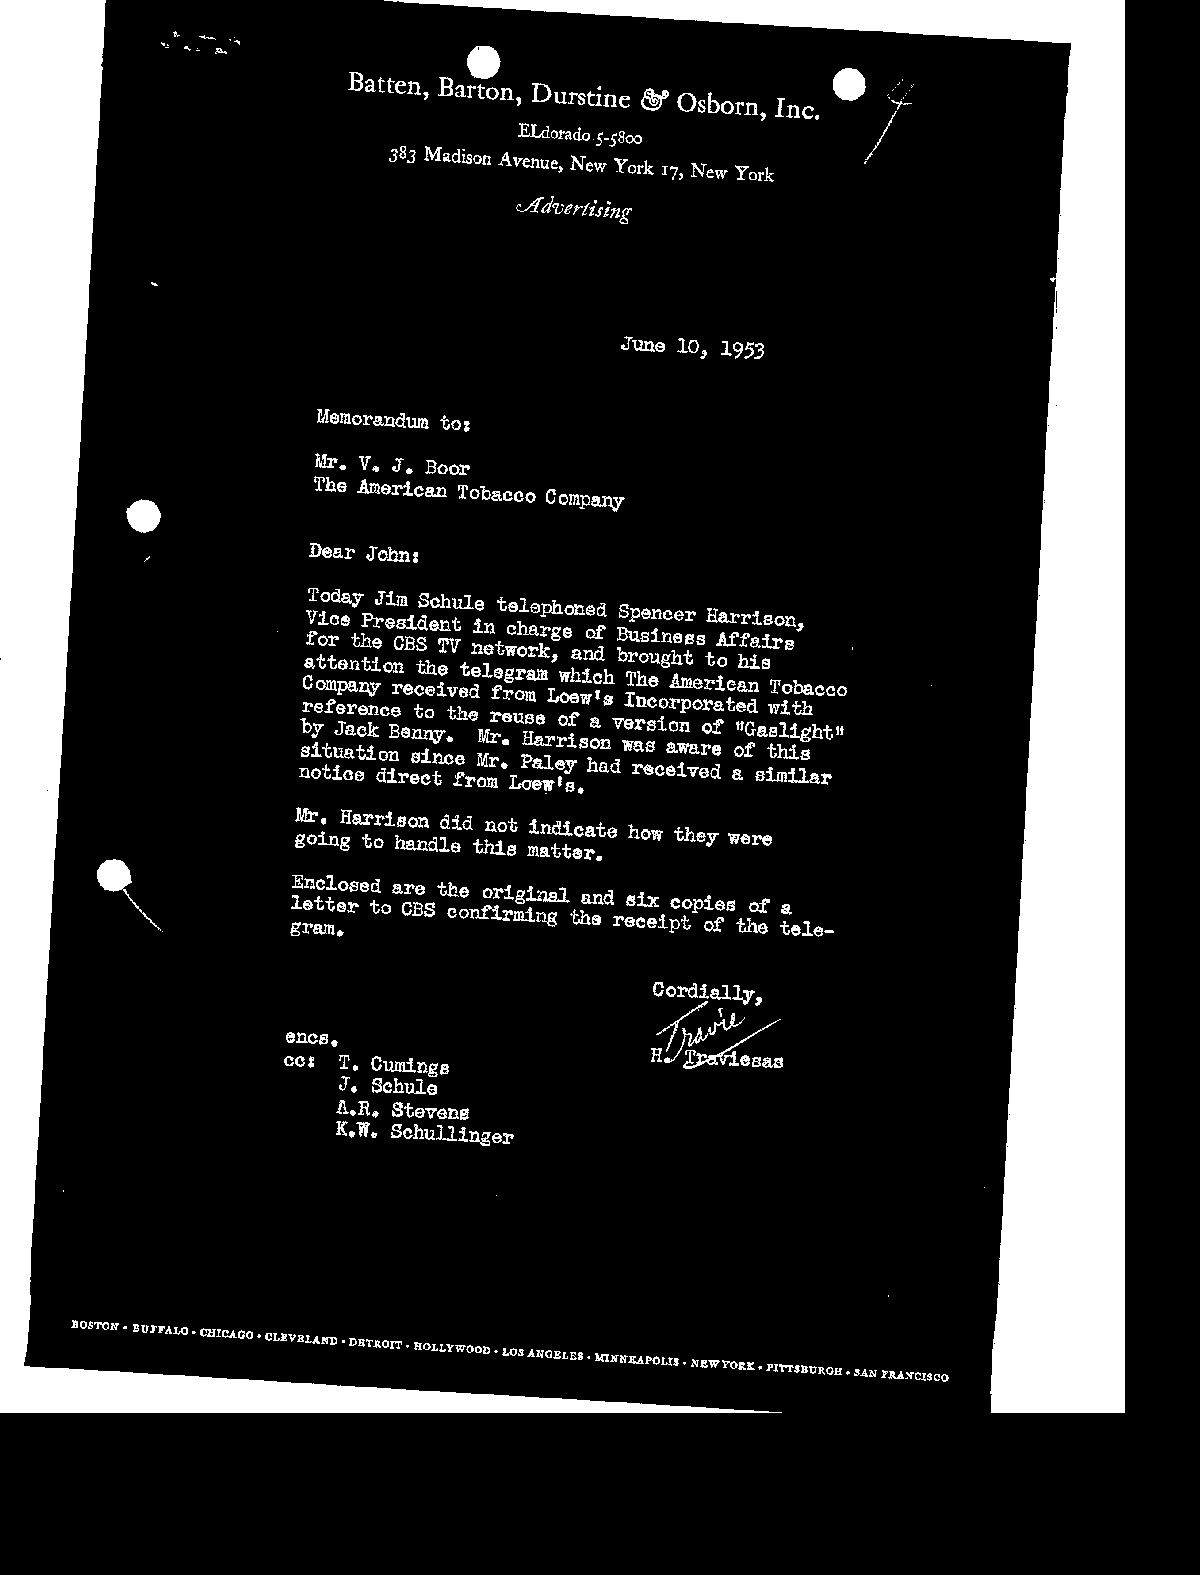 Batten, Barton, Durstine & Osborn, Inc.
ELdorado 5-5800
383 Madison Avenue, New York 17, New York
Advertising
June 10, 1953
Memorandum to:
Mr. V. J. Boor
The American Tobacco Company
Dear John:
Today Jim Schule telephoned Spencer Harrison,
Vice President in charge of Business Affairs
for the CBS TV network, and brought to his
attention the telegram which The American Tobacco
Company received from Loew's Incorporated with
reference to the reuse of a version of "Gaslight"
by Jack Benny. Mr. Harrison was aware of this
situation since Mr. Paley had received a similar
notice direct from Loew's.
Mr. Harrison did not indicate how they were
going to handle this matter.
Enclosed are the original and six copies of a
letter to CBS confirming the receipt of the tele-
gram.
Cordially,
Travie
H. Traviesas
encs.
cc: T. Cumings
J. Schule
A.R. Stevens
K.W. Schullinger
BOSTON • BUFFALO • CHICAGO • CLEVELAND • DETROIT • HOLLYWOOD • LOS ANGELES • MINNEAPOLIS • NEW YORK • PITTSBURGH • SAN FRANCISCO